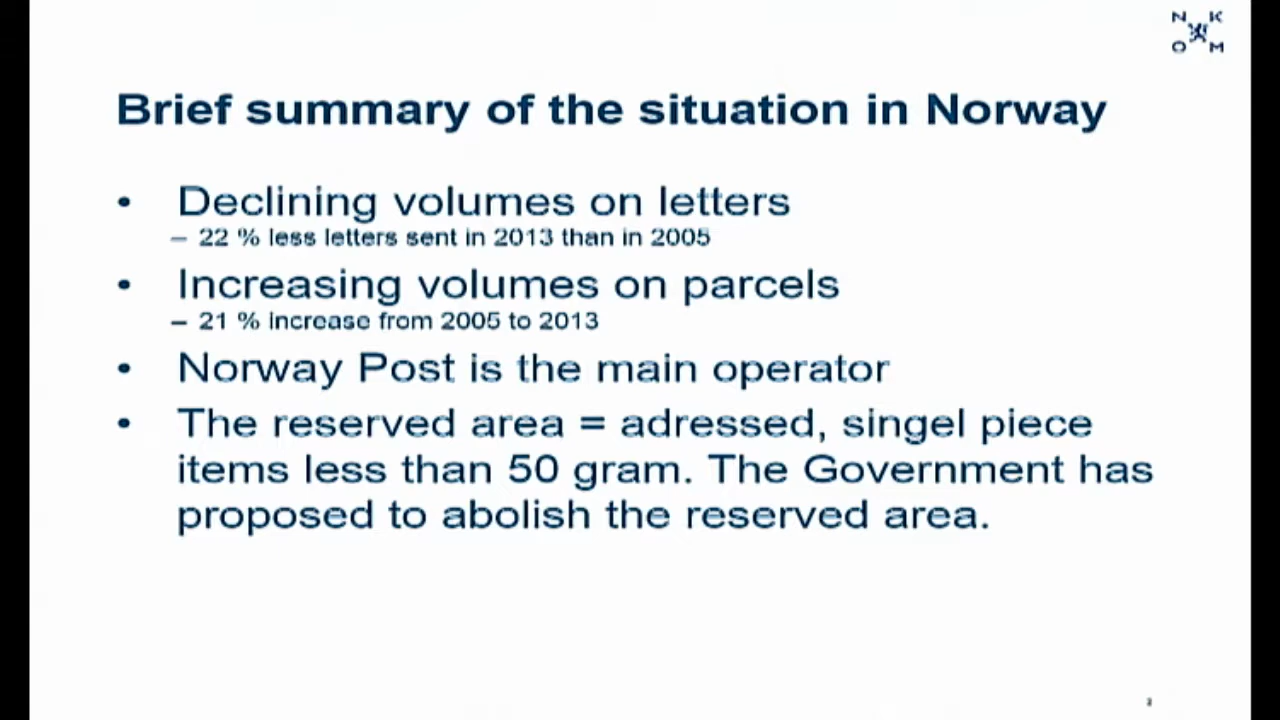 N K
O M
Brief summary of the situation in Norway
• Declining volumes on letters
– 22 % less letters sent in 2013 than in 2005
• Increasing volumes on parcels
– 21 % increase from 2005 to 2013
• Norway Post is the main operator
• The reserved area = adressed, singel piece
items less than 50 gram. The Government has
proposed to abolish the reserved area.